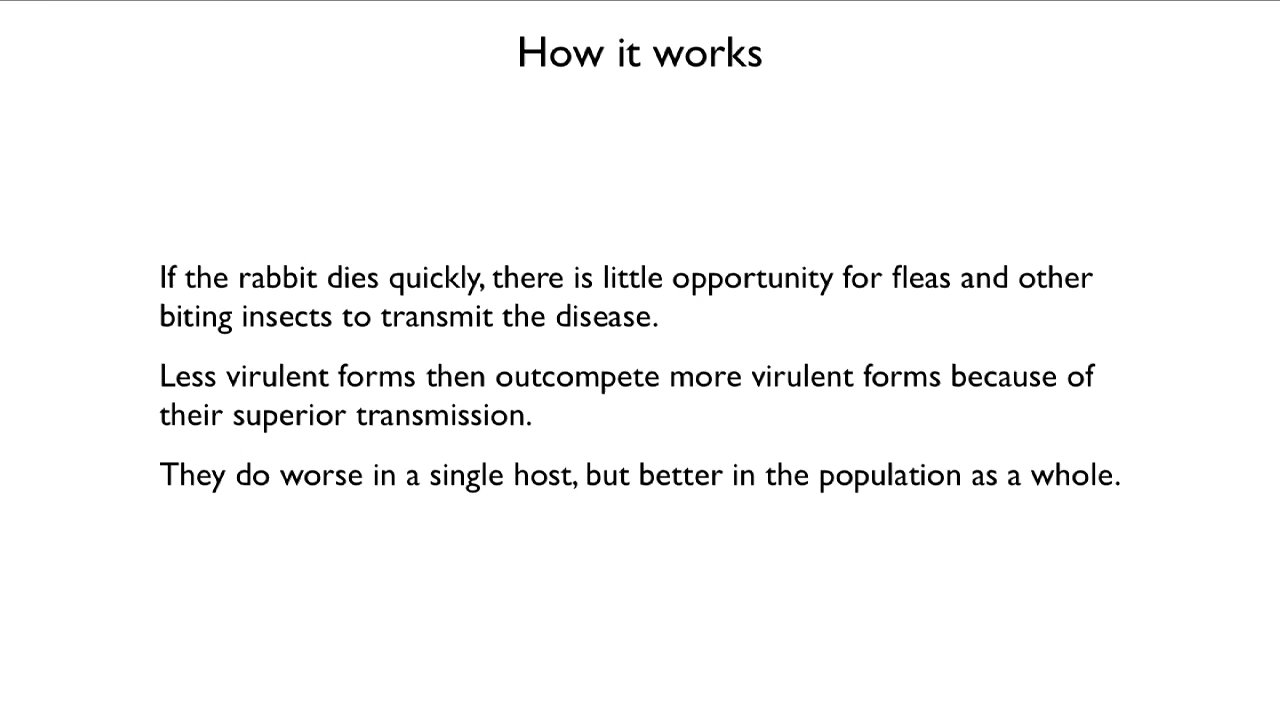 How it works
If the rabbit dies quickly, there is little opportunity for fleas and other
biting insects to transmit the disease.
Less virulent forms then outcompete more virulent forms because of
their superior transmission.
They do worse in a single host, but better in the population as a whole.